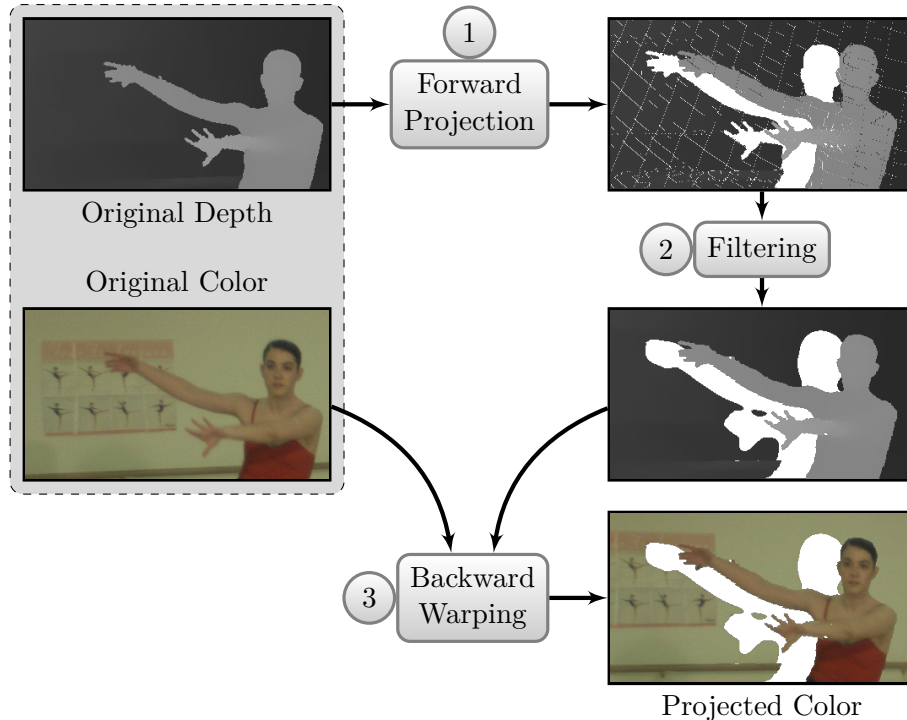 1
Forward
Projection
Original Depth
2
Filtering
Original Color
3
Backward
Warping
Projected Color